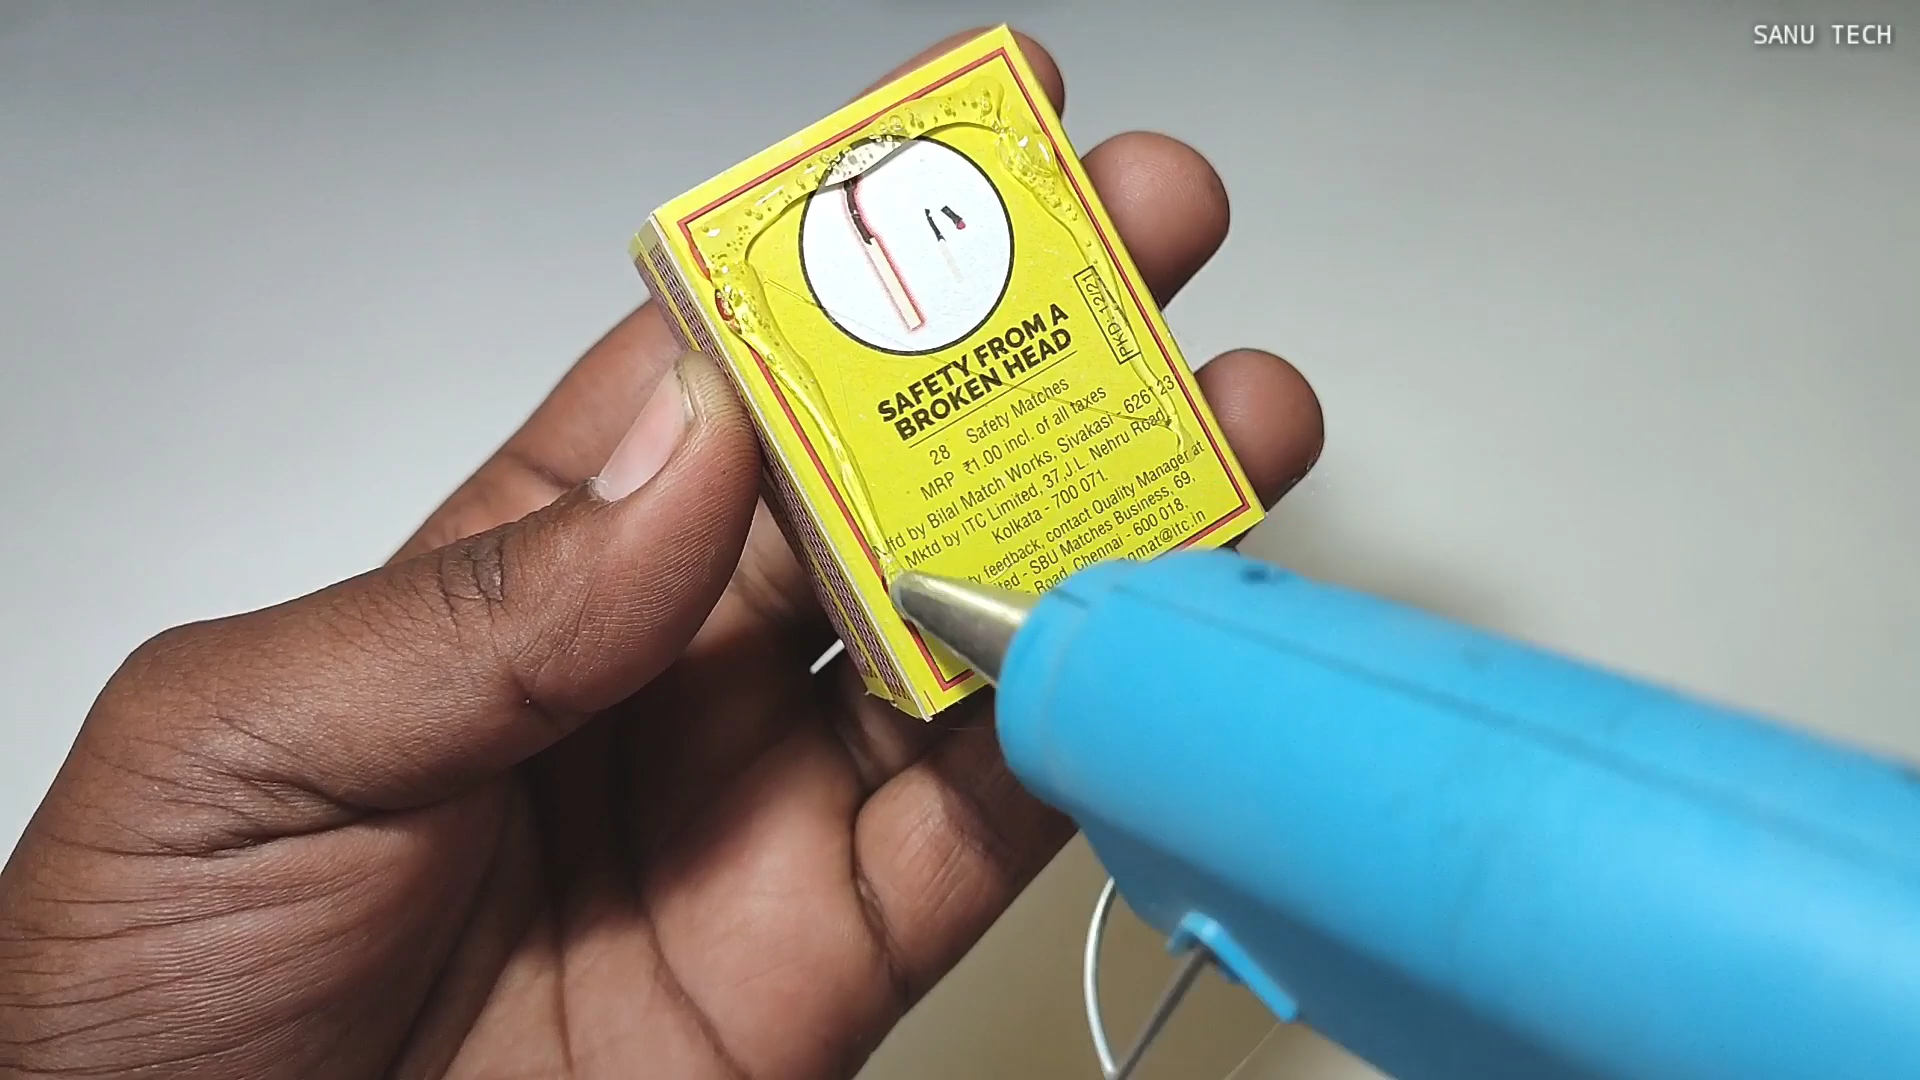 SANU TECH
PKD-12/21
SAFETY FROM A
BROKEN HEAD
28 Safety Matches
MRP ₹1.00 incl. of all taxes
Mfd by Bilal Match Works, Sivakasi - 626123
Mktd by ITC Limited, 37,J.L. Nehru Road,
Kolkata - 700 071.
feedback, contact Quality Manager at
- SBU Matches Business, 69,
Road, Chennai - 600 018.
@itc.in